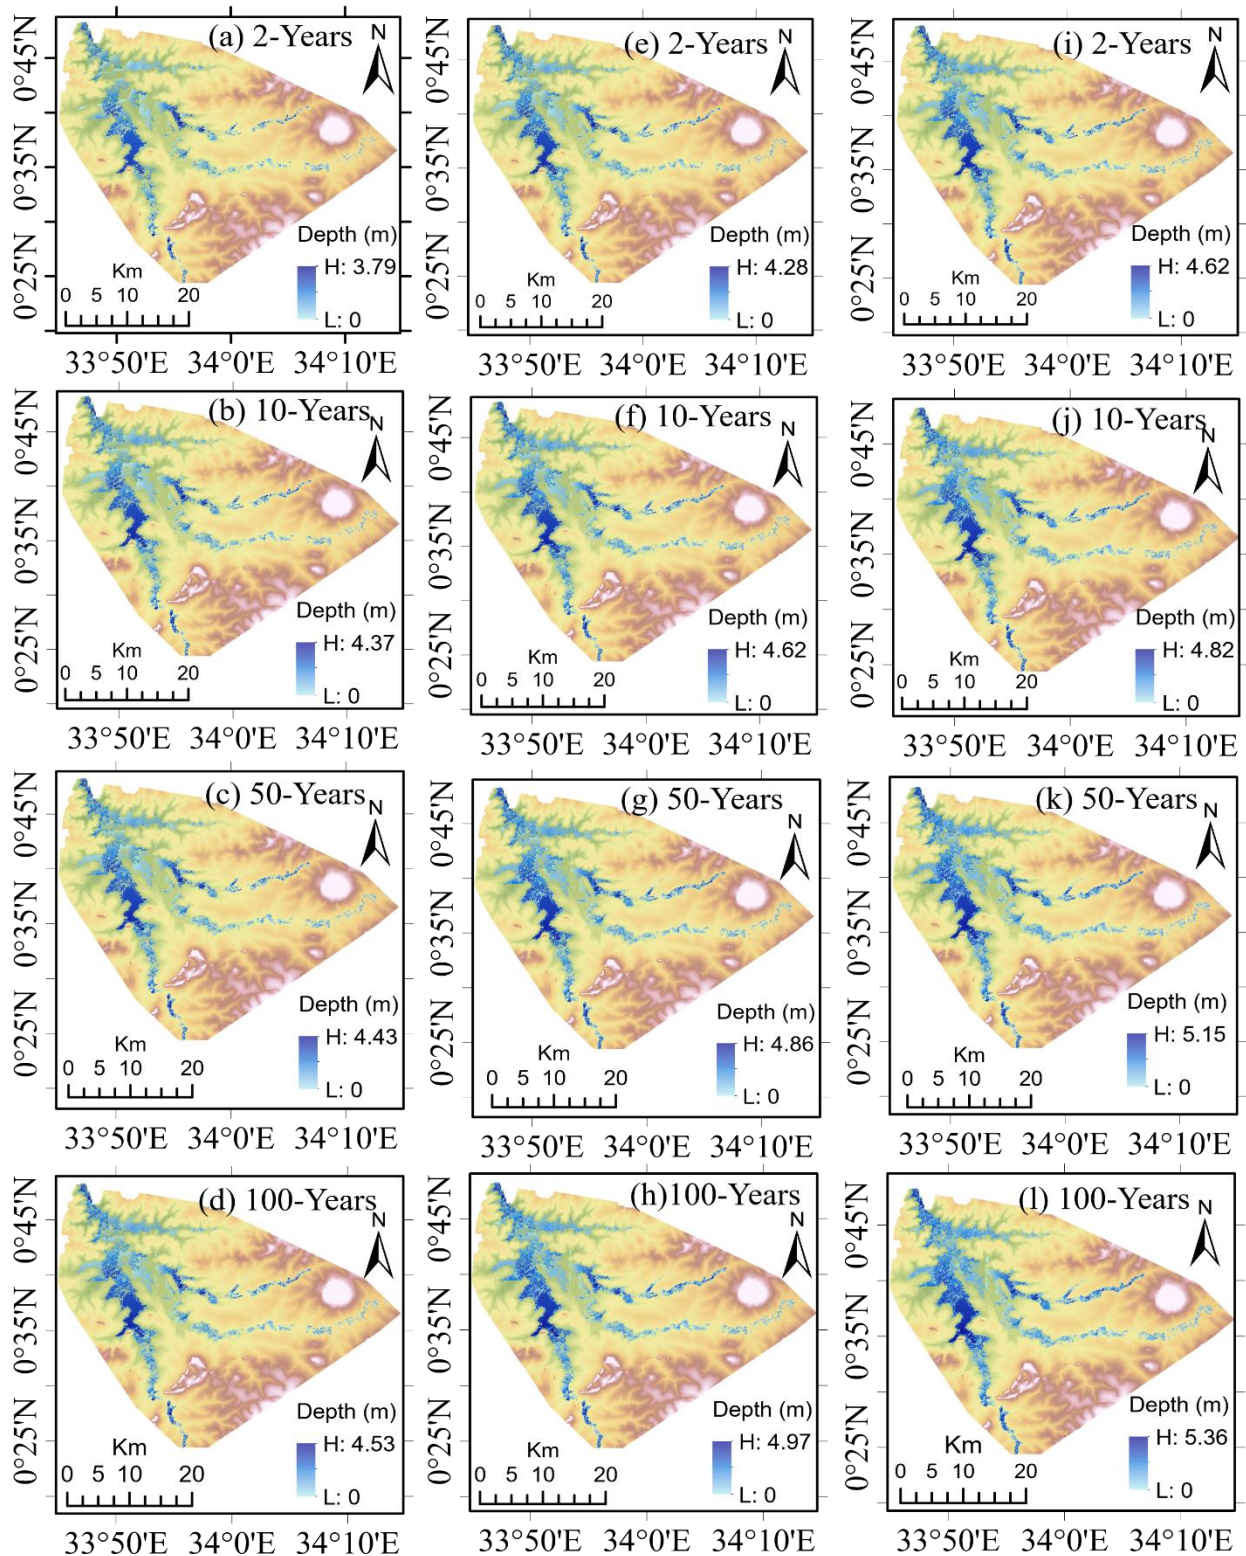 (a) 2-Years
N
0°45'N
0°35'N
0°25'N
Depth (m)
H: 3.79
L: 0
Km
0 5 10 20
33°50'E 34°0'E 34°10'E
(e) 2-Years
N
0°45'N
0°35'N
0°25'N
Depth (m)
H: 4.28
L: 0
Km
0 5 10 20
33°50'E 34°0'E 34°10'E
(i) 2-Years
N
0°45'N
0°35'N
0°25'N
Depth (m)
H: 4.62
L: 0
Km
0 5 10 20
33°50'E 34°0'E 34°10'E
(b) 10-Years
N
0°45'N
0°35'N
0°25'N
Depth (m)
H: 4.37
L: 0
Km
0 5 10 20
33°50'E 34°0'E 34°10'E
(f) 10-Years
N
0°45'N
0°35'N
0°25'N
Depth (m)
H: 4.62
L: 0
Km
0 5 10 20
33°50'E 34°0'E 34°10'E
(j) 10-Years
N
0°45'N
0°35'N
0°25'N
Depth (m)
H: 4.82
L: 0
Km
0 5 10 20
33°50'E 34°0'E 34°10'E
(c) 50-Years
N
0°45'N
0°35'N
0°25'N
Depth (m)
H: 4.43
L: 0
Km
0 5 10 20
33°50'E 34°0'E 34°10'E
(g) 50-Years
N
0°45'N
0°35'N
0°25'N
Depth (m)
H: 4.86
L: 0
Km
0 5 10 20
33°50'E 34°0'E 34°10'E
(k) 50-Years
N
0°45'N
0°35'N
0°25'N
Depth (m)
H: 5.15
L: 0
Km
0 5 10 20
33°50'E 34°0'E 34°10'E
(d) 100-Years
N
0°45'N
0°35'N
0°25'N
Depth (m)
H: 4.53
L: 0
Km
0 5 10 20
33°50'E 34°0'E 34°10'E
(h)100-Years
N
0°45'N
0°35'N
0°25'N
Depth (m)
H: 4.97
L: 0
Km
0 5 10 20
33°50'E 34°0'E 34°10'E
(l) 100-Years
N
0°45'N
0°35'N
0°25'N
Depth (m)
H: 5.36
L: 0
Km
0 5 10 20
33°50'E 34°0'E 34°10'E